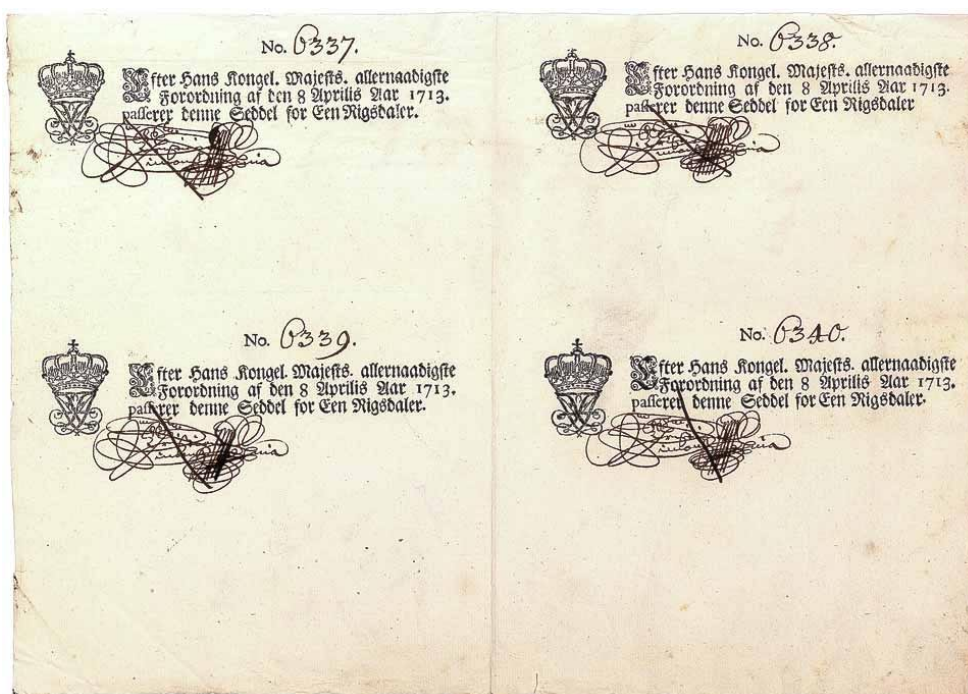 No. 6337.
Efter Hans Kongel. Majests. allernaadigste
Forordning af den 8 Aprilis Aar 1713.
passerer denne Seddel for Een Rigsdaler.
No. 6338.
Efter Hans Kongel. Majests. allernaadigste
Forordning af den 8 Aprilis Aar 1713.
passerer denne Seddel for Een Rigsdaler
No. 6339.
Efter Hans Kongel. Majests. allernaadigste
Forordning af den 8 Aprilis Aar 1713.
passerer denne Seddel for Een Rigsdaler.
No. 6340.
Efter Hans Kongel. Majests. allernaadigste
Forordning af den 8 Aprilis Aar 1713.
passerer denne Seddel for Een Rigsdaler.